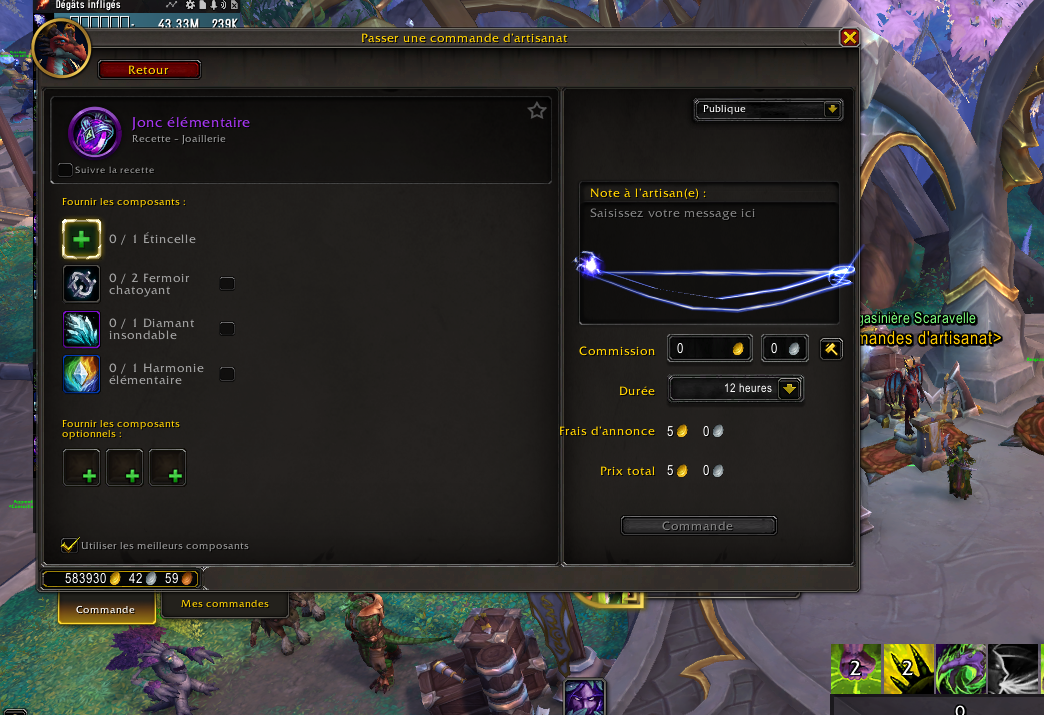 Dégâts infligés
43.33M 239K
Passer une commande d'artisanat
Retour
Jonc élémentaire
Recette - Joaillerie
Suivre la recette
Publique
Fournir les composants :
0 / 1 Étincelle
0 / 2 Fermoir
chatoyant
0 / 1 Diamant
insondable
0 / 1 Harmonie
élémentaire
Fournir les composants
optionnels :
Utiliser les meilleurs composants
583930 42 59
Commande
Mes commandes
Note à l'artisan(e) :
Saisissez votre message ici
Commission 0 0
Durée 12 heures
Frais d'annonce 5 0
Prix total 5 0
Commande
gasinière Scaravelle
mandes d'artisanat>
2 2
0